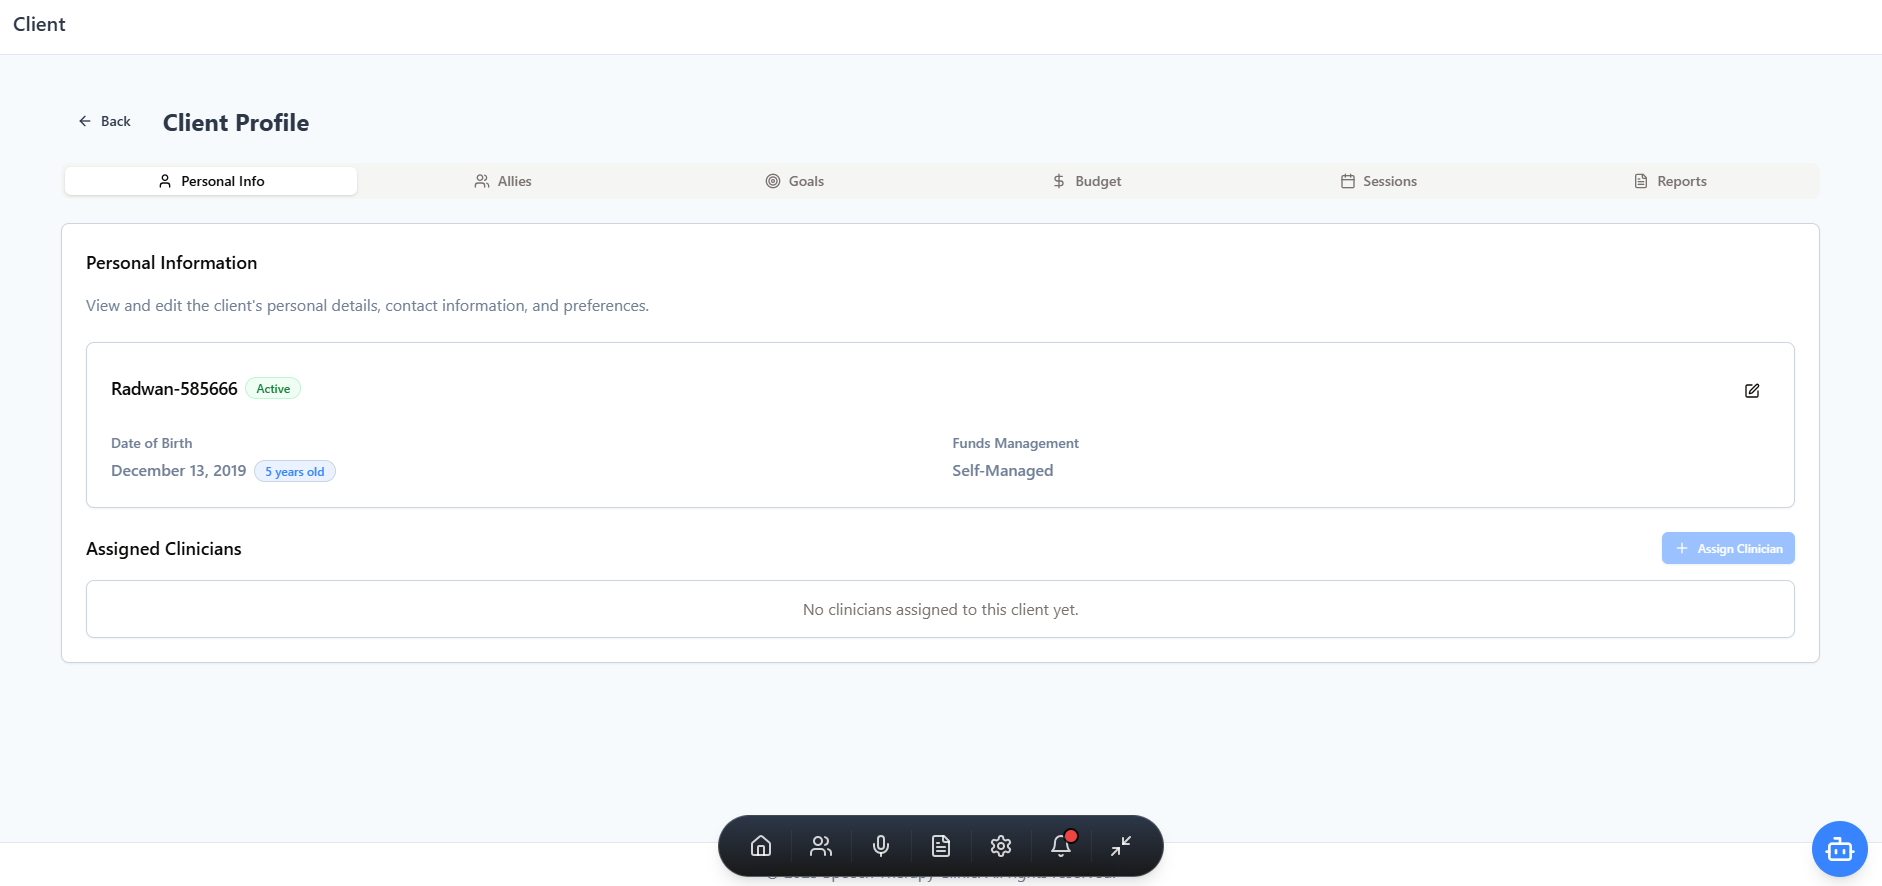 Client
Back
Client Profile
Personal Info
Allies
Goals
Budget
Sessions
Reports
Personal Information
View and edit the client's personal details, contact information, and preferences.
Radwan-585666 Active
Date of Birth
December 13, 2019 5 years old
Funds Management
Self-Managed
Assigned Clinicians
Assign Clinician
No clinicians assigned to this client yet.